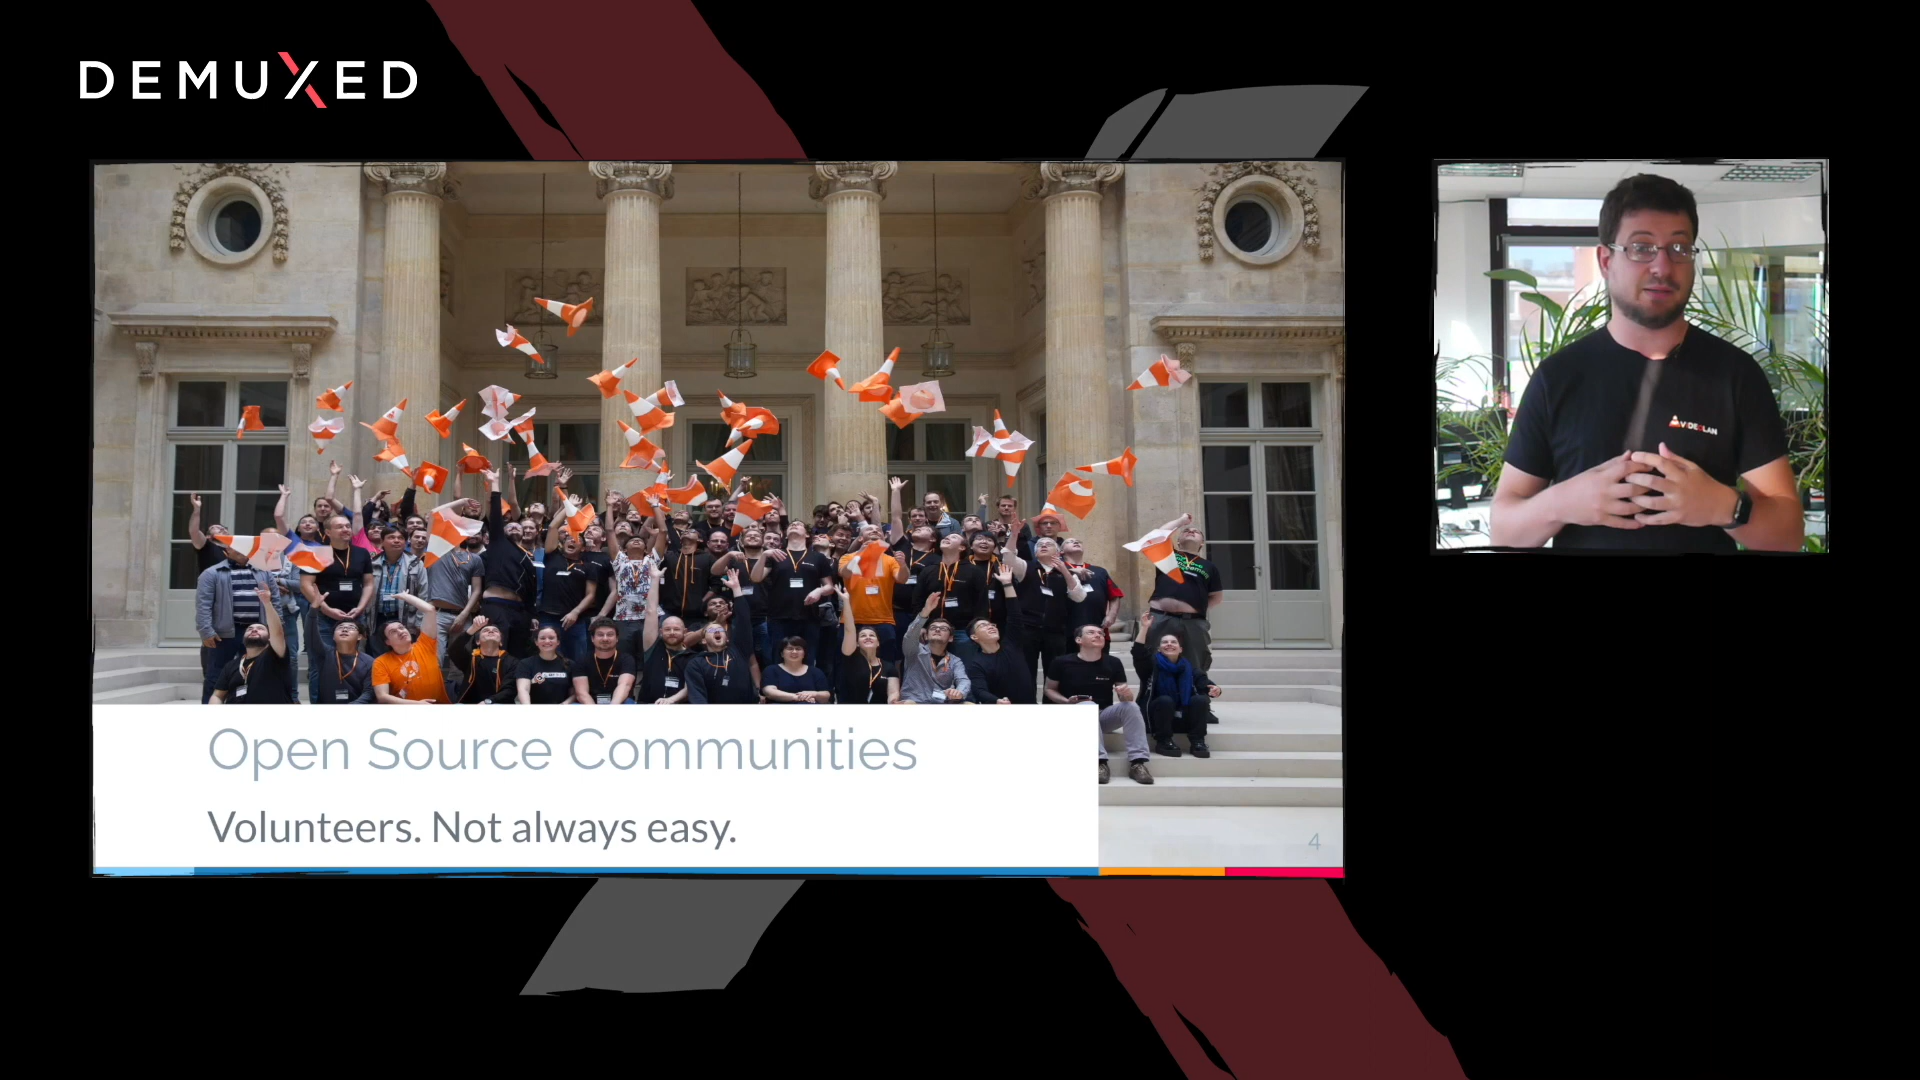 DEMUXED
VIDEOLAN
Open Source Communities
Volunteers. Not always easy.
4